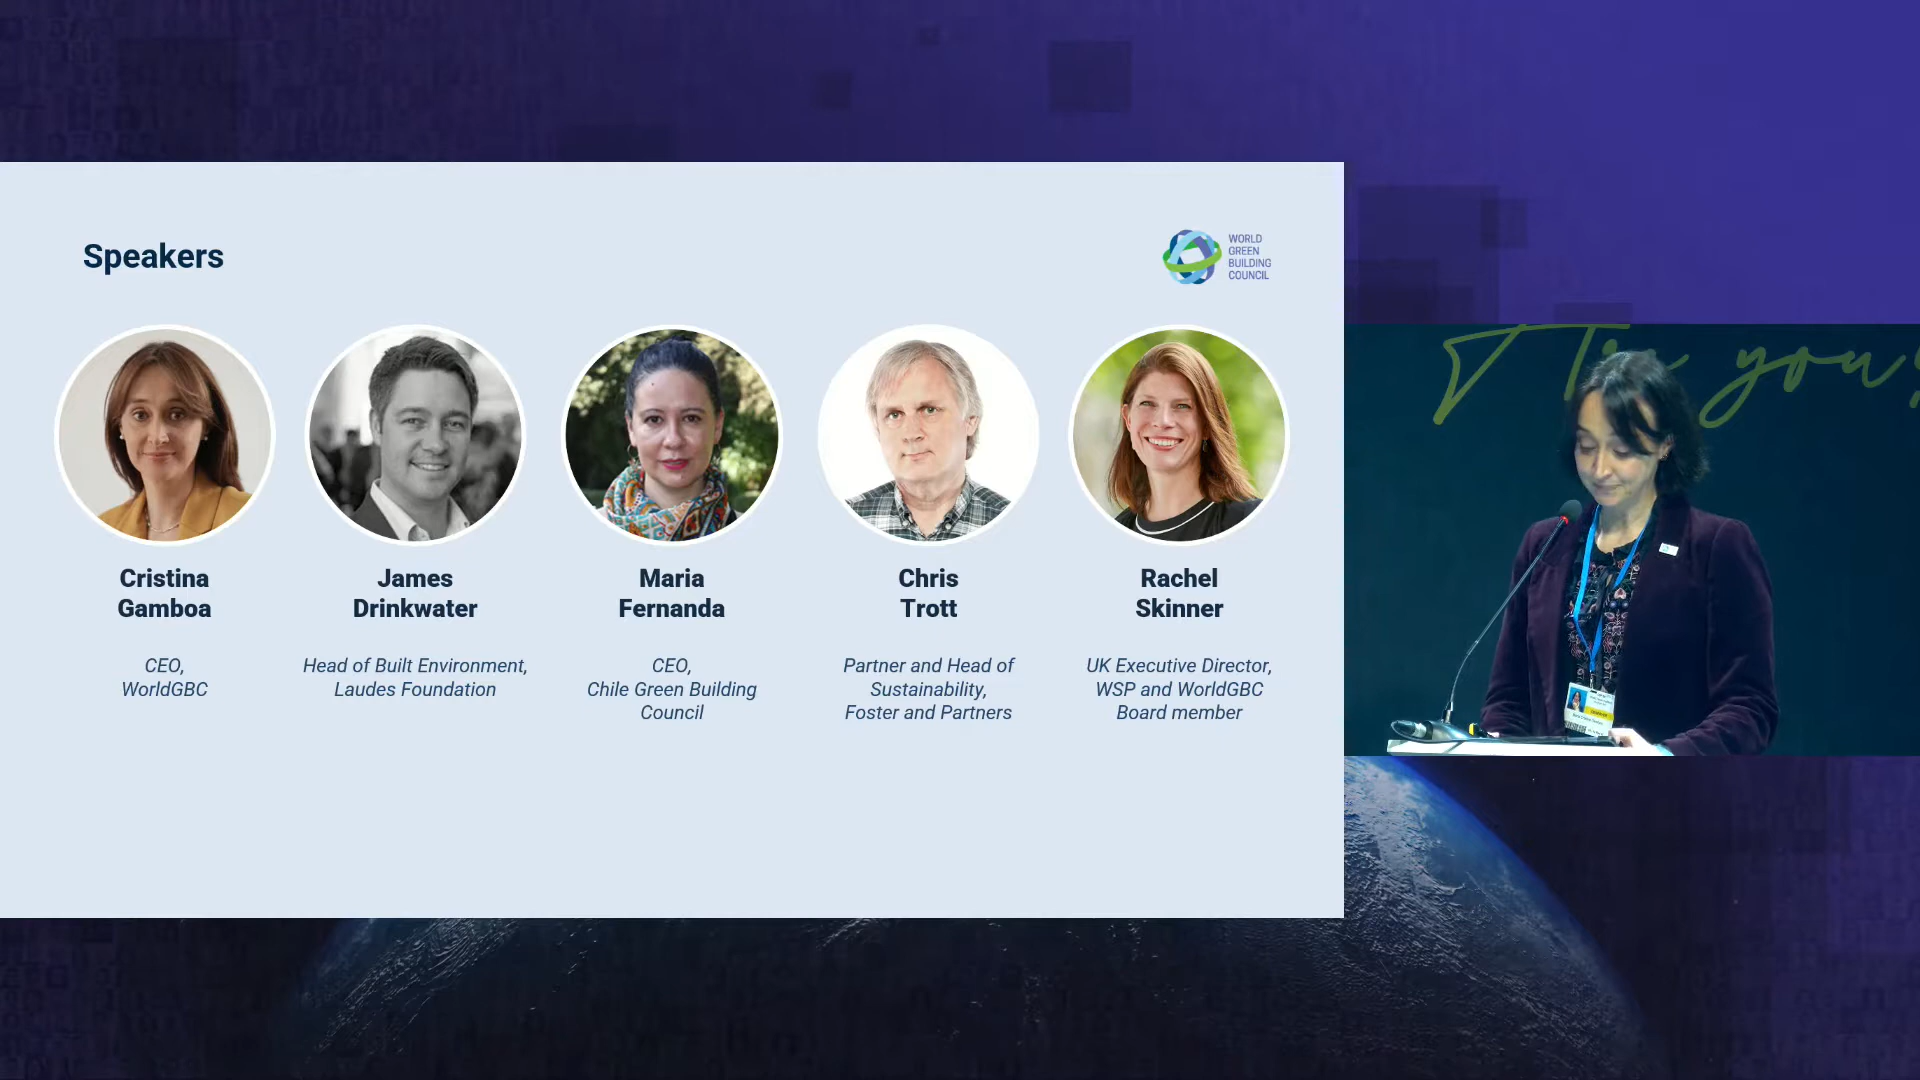 Speakers
WORLD
GREEN
BUILDING
COUNCIL
Cristina
Gamboa
CEO,
WorldGBC
James
Drinkwater
Head of Built Environment,
Laudes Foundation
Maria
Fernanda
CEO,
Chile Green Building
Council
Chris
Trott
Partner and Head of
Sustainability,
Foster and Partners
Rachel
Skinner
UK Executive Director,
WSP and WorldGBC
Board member
you!